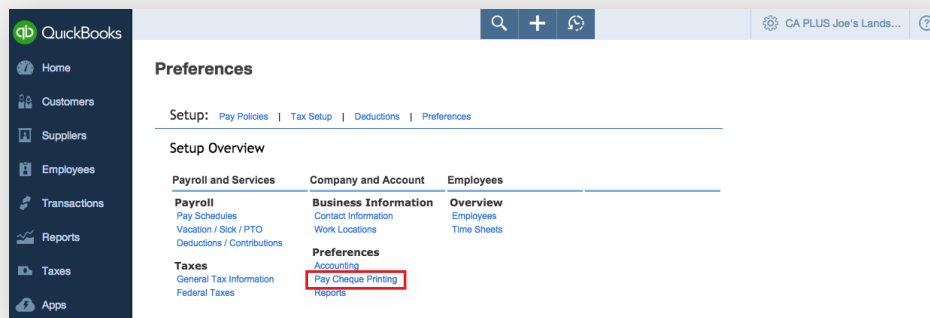 qb QuickBooks
CA PLUS Joe's Lands...
?
Home
Customers
Suppliers
Employees
Transactions
Reports
Taxes
Apps
Preferences
Setup: Pay Policies | Tax Setup | Deductions | Preferences
Setup Overview
Payroll and Services
Payroll
Pay Schedules
Vacation / Sick / PTO
Deductions / Contributions
Taxes
General Tax Information
Federal Taxes
Company and Account
Business Information
Contact Information
Work Locations
Preferences
Accounting
Pay Cheque Printing
Reports
Employees
Overview
Employees
Time Sheets